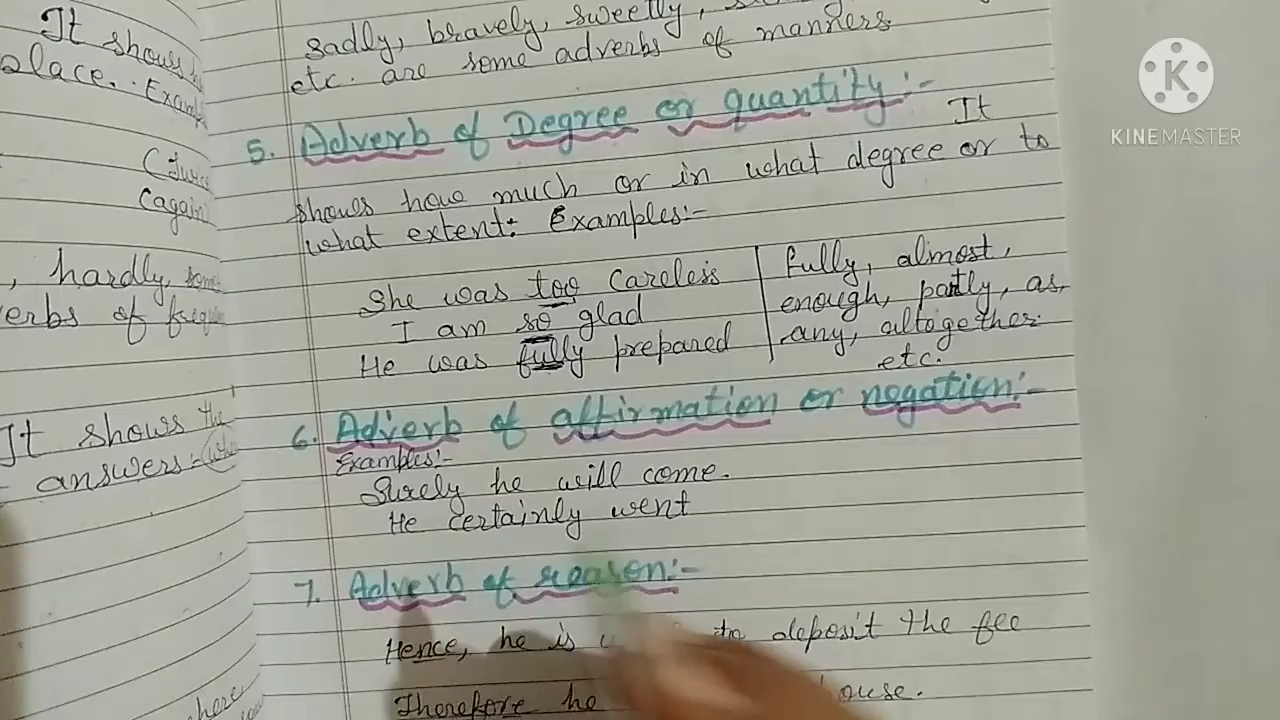 It shows
place. Exam
(again
, hardly,
erbs of
It shows the
answers:-
sadly, bravely, sweetly,
etc. are some adverbs of manners
5. Adverb of Degree or quantity:-
It
shows how much or in what degree or to
what extent: Examples:-
She was too careless
I am so glad
He was fully prepared
fully, almost,
enough, partly, as,
any, altogether
etc.
6. Adverb of affirmation or negation:-
Examples:-
Surely he will come.
He certainly went
7. Adverb of reason:-
Hence, he is to deposit the fee
Therefore he ouse.
K
KINEMASTER